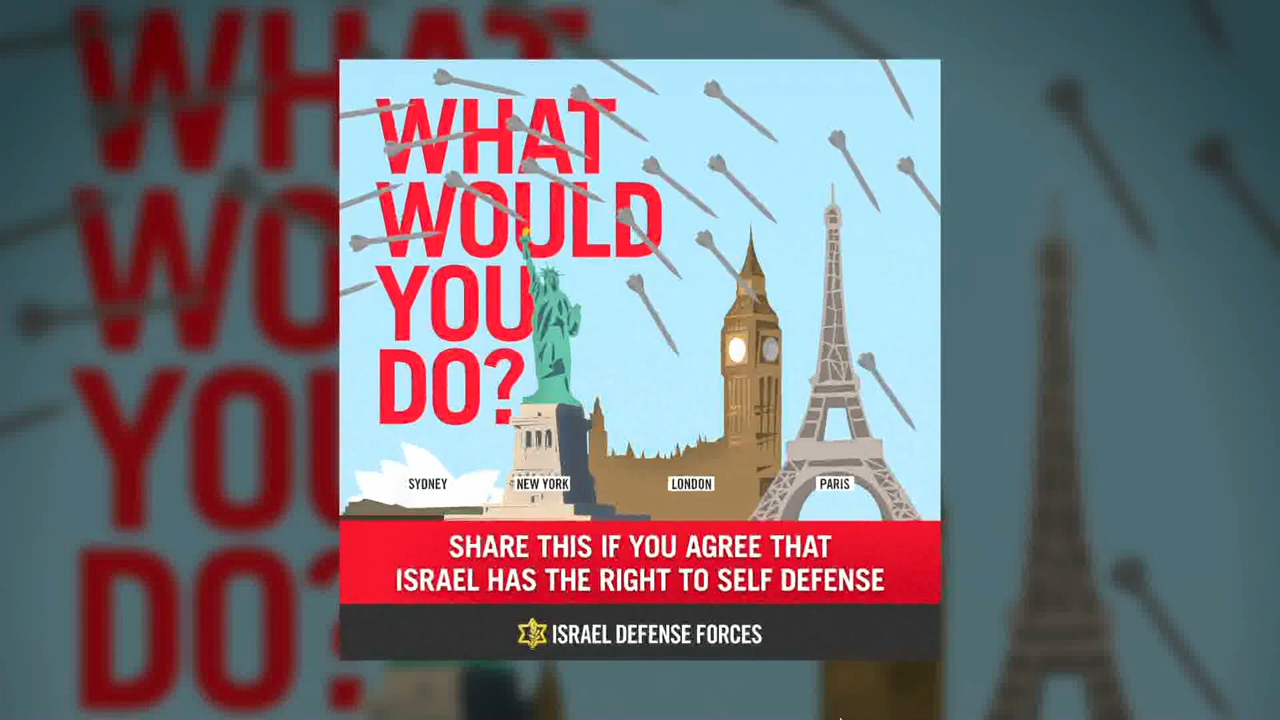 WHAT
WOULD
YOU
DO?
SYDNEY
NEW YORK
LONDON
PARIS
SHARE THIS IF YOU AGREE THAT
ISRAEL HAS THE RIGHT TO SELF DEFENSE
ISRAEL DEFENSE FORCES